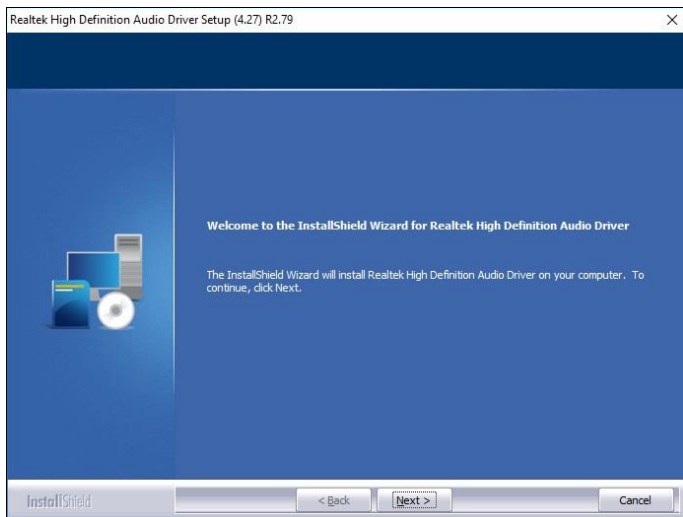 Realtek High Definition Audio Driver Setup (4.27) R2.79
Welcome to the InstallShield Wizard for Realtek High Definition Audio Driver
The InstallShield Wizard will install Realtek High Definition Audio Driver on your computer. To
continue, click Next.
InstallShield
< Back
Next >
Cancel